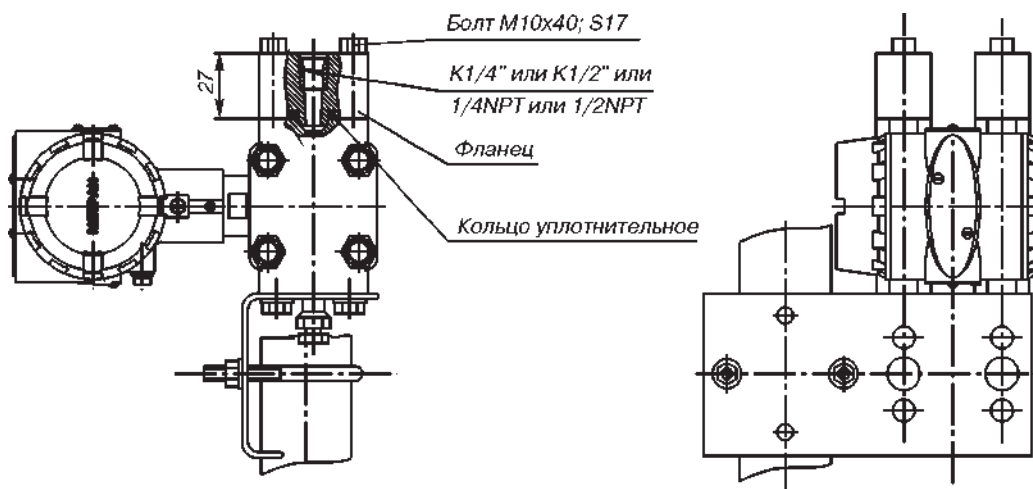 Болт М10х40; S17
27
К1/4" или К1/2" или
1/4NPT или 1/2NPT
Фланец
Кольцо уплотнительное